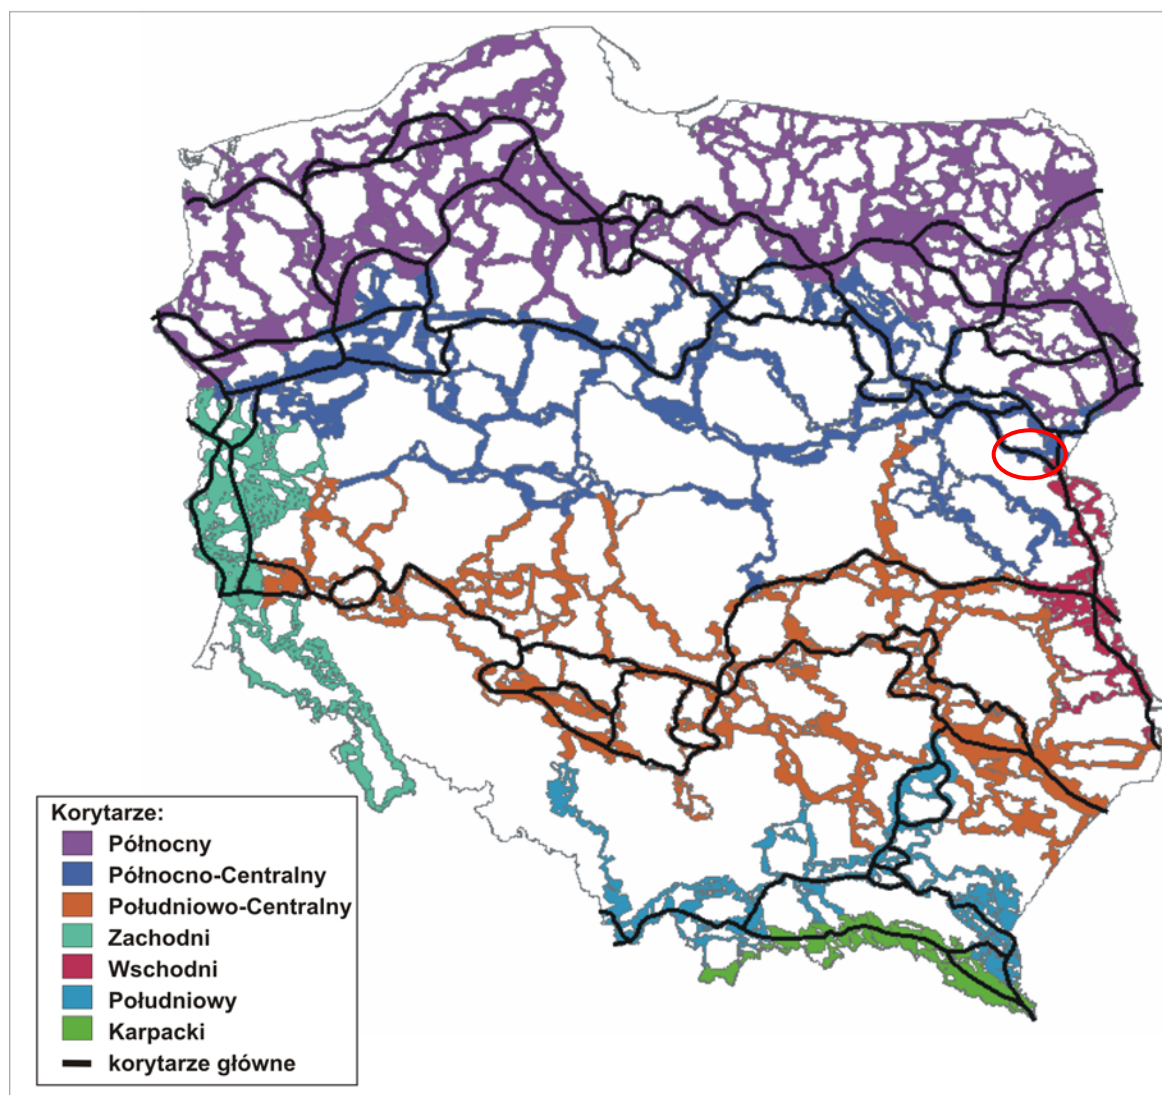 Korytarze:
Północny
Północno-Centralny
Południowo-Centralny
Zachodni
Wschodni
Południowy
Karpacki
korytarze główne